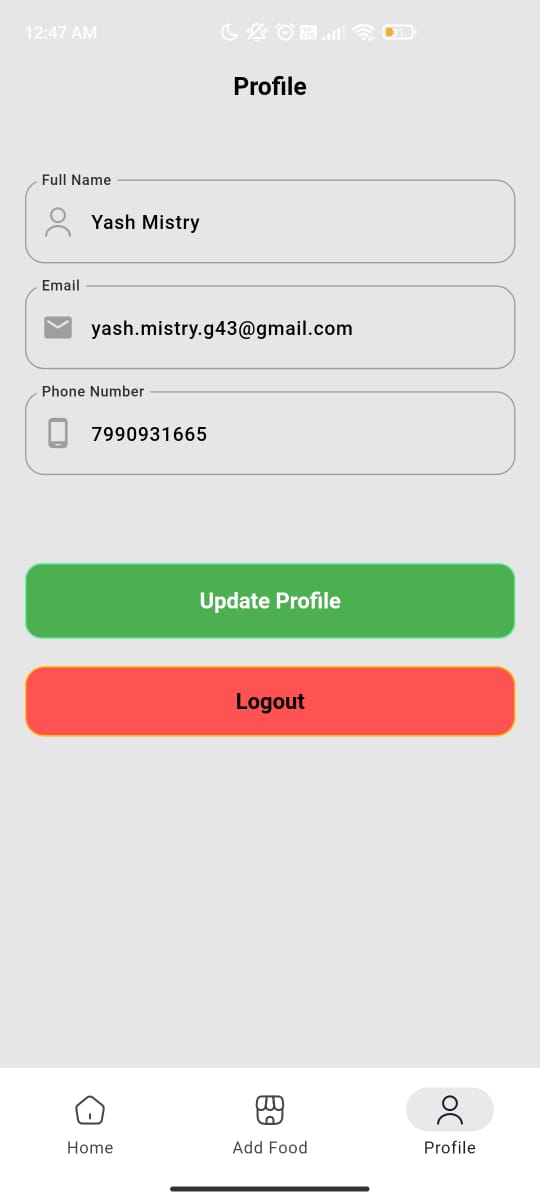 12:47 AM
31
Profile
Full Name
Yash Mistry
Email
yash.mistry.g43@gmail.com
Phone Number
7990931665
Update Profile
Logout
Home
Add Food
Profile